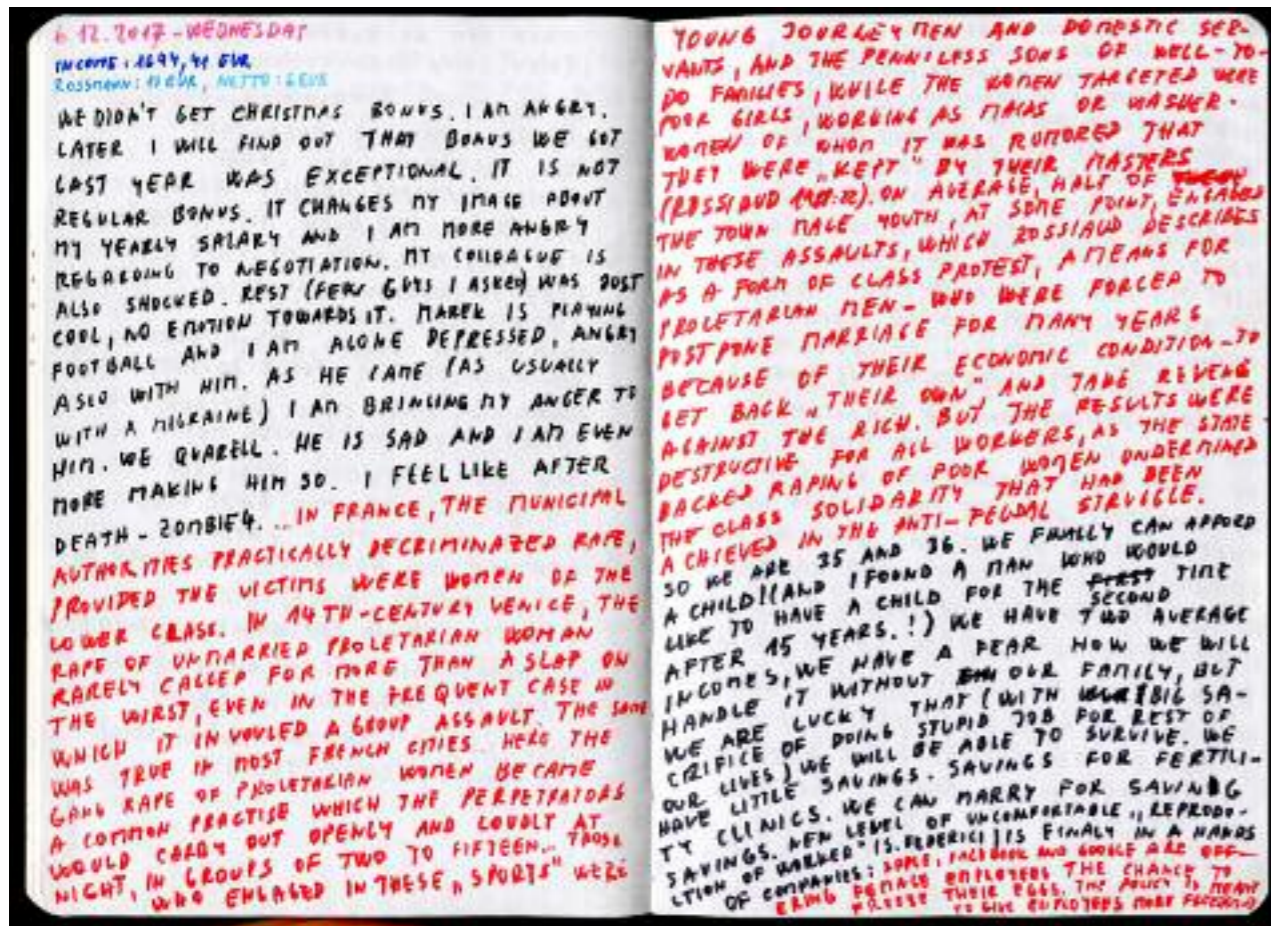 6.12.2017 - WEDNESDAY
INCOME: 1694,41 EUR
ROSSMANN: 17 EUR, NETTO: 6 EUR
WE DIDN'T GET CHRISTMAS BONUS. I AM ANGRY.
LATER I WILL FIND OUT THAT BONUS WE GOT
LAST YEAR WAS EXCEPTIONAL. IT IS NOT
REGULAR BONUS. IT CHANGES MY IMAGE ABOUT
MY YEARLY SALARY AND I AM MORE ANGRY
REGARDING TO NEGOTIATION. MY COLLEAGUE IS
ALSO SHOCKED. REST (FEW GUYS I ASKED) WAS JUST
COOL, NO EMOTION TOWARDS IT. MAREK IS PLAYING
FOOTBALL AND I AM ALONE DEPRESSED, ANGRY
ASLO WITH HIM. AS HE CAME (AS USUALLY
WITH A MIGRAINE) I AM BRINGING MY ANGER TO
HIM. WE QUARELL. HE IS SAD AND I AM EVEN
MORE MAKING HIM SO. I FEEL LIKE AFTER
DEATH - ZOMBIE4. ...IN FRANCE, THE MUNICIPAL
AUTHORITIES PRACTICALLY DECRIMINAZED RAPE,
PROVIDED THE VICTIMS WERE WOMEN OF THE
LOWER CLASS. IN 14TH-CENTURY VENICE, THE
RAPE OF UNMARRIED PROLETARIAN WOMAN
RARELY CALLED FOR MORE THAN A SLAP ON
THE WIRST, EVEN IN THE FREQUENT CASE IN
WHICH IT INVOULED A GROUP ASSAULT. THE SAME
WAS TRUE IN MOST FRENCH CITIES. HERE THE
GANG RAPE OF PROLETARIAN WOMEN BECAME
A COMMON PRACTISE WHICH THE PERPETRATORS
WOULD CARRY OUT OPENLY AND LOUDLY AT
NIGHT, IN GROUPS OF TWO TO FIFTEEN... THOSE
WHO ENGAGED IN THESE „SPORTS" WERE
YOUNG JOURLEYMEN AND DOMESTIC SER-
VANTS, AND THE PENNILESS SONS OF WELL-TO-
DO FAMILIES, WHILE THE WOMEN TARGETED WERE
POOR GIRLS, WORKING AS MAIDS OR WASHER-
WOMEN OF WHOM IT WAS RUMORED THAT
THEY WERE „KEPT" BY THEIR MASTERS
(ROSSIAUD 1988:22). ON AVERAGE, HALF OF
THE TOWN MALE YOUTH, AT SOME POINT, ENGAGED
IN THESE ASSAULTS, WHICH ROSSIAUD DESCRIBES
AS A FORM OF CLASS PROTEST, A MEANS FOR
PROLETARIAN MEN - WHO WERE FORCED TO
POSTPONE MARRIAGE FOR MANY YEARS
BECAUSE OF THEIR ECONOMIC CONDITION - TO
GET BACK „THEIR OWN" AND TAKE REVENG
AGAINST THE RICH. BUT THE RESULTS WERE
DESTRUCTIVE FOR ALL WORKERS, AS THE STATE-
BACKED RAPING OF POOR WOMEN UNDERMINED
THE CLASS SOLIDARITY THAT HAD BEEN
ACHIEVED IN THE ANTI-FEUDAL STRUGGLE.
SO WE ARE 35 AND 36. WE FINALLY CAN AFFORD
A CHILD! (AND I FOUND A MAN WHO WOULD
LIKE TO HAVE A CHILD FOR THE FIRST TIME
SECOND
AFTER 15 YEARS.!) WE HAVE TWO AVERAGE
INCOMES, WE HAVE A FEAR HOW WE WILL
HANDLE IT WITHOUT OUR FAMILY, BUT
WE ARE LUCKY THAT (WITH BIG SA-
CRIFICE OF DOING STUPID JOB FOR REST OF
OUR LIVES) WE WILL BE ABLE TO SURVIVE. WE
HAVE LITTLE SAVINGS. SAVINGS FOR FERTILI-
TY CLINICS. WE CAN MARRY FOR SAVING
SAVINGS. NEW LEVEL OF UNCOMFORTABLE „REPRODU-
CTION OF WORKER" IS. FEDERICI IS FINALY IN A HANDS
OF COMPANIES: APPLE, FACEBOOK AND GOOGLE ARE OFF-
ERING FEMALE EMPLOYEES THE CHANCE TO
FREEZE THEIR EGGS. THE POLICY IS MEANT
TO GIVE EMPLOYEES MORE FREEDOM